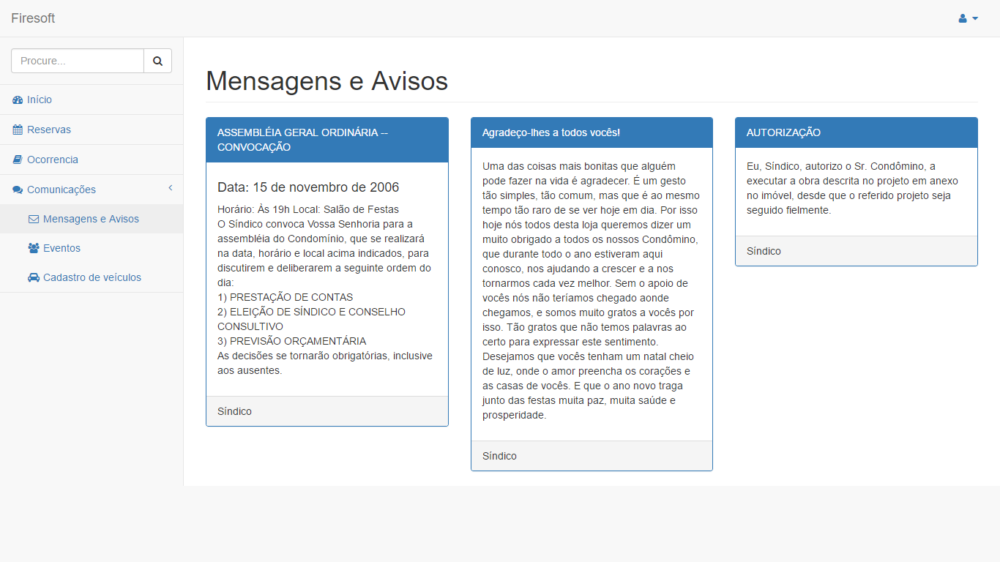 Firesoft
Procure...
Início
Reservas
Ocorrencia
Comunicações
Mensagens e Avisos
Eventos
Cadastro de veículos
Mensagens e Avisos
ASSEMBLÉIA GERAL ORDINÁRIA --
CONVOCAÇÃO
Data: 15 de novembro de 2006
Horário: Às 19h Local: Salão de Festas
O Síndico convoca Vossa Senhoria para a
assembléia do Condomínio, que se realizará
na data, horário e local acima indicados, para
discutirem e deliberarem a seguinte ordem do
dia:
1) PRESTAÇÃO DE CONTAS
2) ELEIÇÃO DE SÍNDICO E CONSELHO
CONSULTIVO
3) PREVISÃO ORÇAMENTÁRIA
As decisões se tornarão obrigatórias, inclusive
aos ausentes.
Síndico
Agradeço-lhes a todos vocês!
Uma das coisas mais bonitas que alguém
pode fazer na vida é agradecer. É um gesto
tão simples, tão comum, mas que é ao mesmo
tempo tão raro de se ver hoje em dia. Por isso
hoje nós todos desta loja queremos dizer um
muito obrigado a todos os nossos Condômino,
que durante todo o ano estiveram aqui
conosco, nos ajudando a crescer e a nos
tornarmos cada vez melhor. Sem o apoio de
vocês nós não teríamos chegado aonde
chegamos, e somos muito gratos a vocês por
isso. Tão gratos que não temos palavras ao
certo para expressar este sentimento.
Desejamos que vocês tenham um natal cheio
de luz, onde o amor preencha os corações e
as casas de vocês. E que o ano novo traga
junto das festas muita paz, muita saúde e
prosperidade.
Síndico
AUTORIZAÇÃO
Eu, Síndico, autorizo o Sr. Condômino, a
executar a obra descrita no projeto em anexo
no imóvel, desde que o referido projeto seja
seguido fielmente.
Síndico